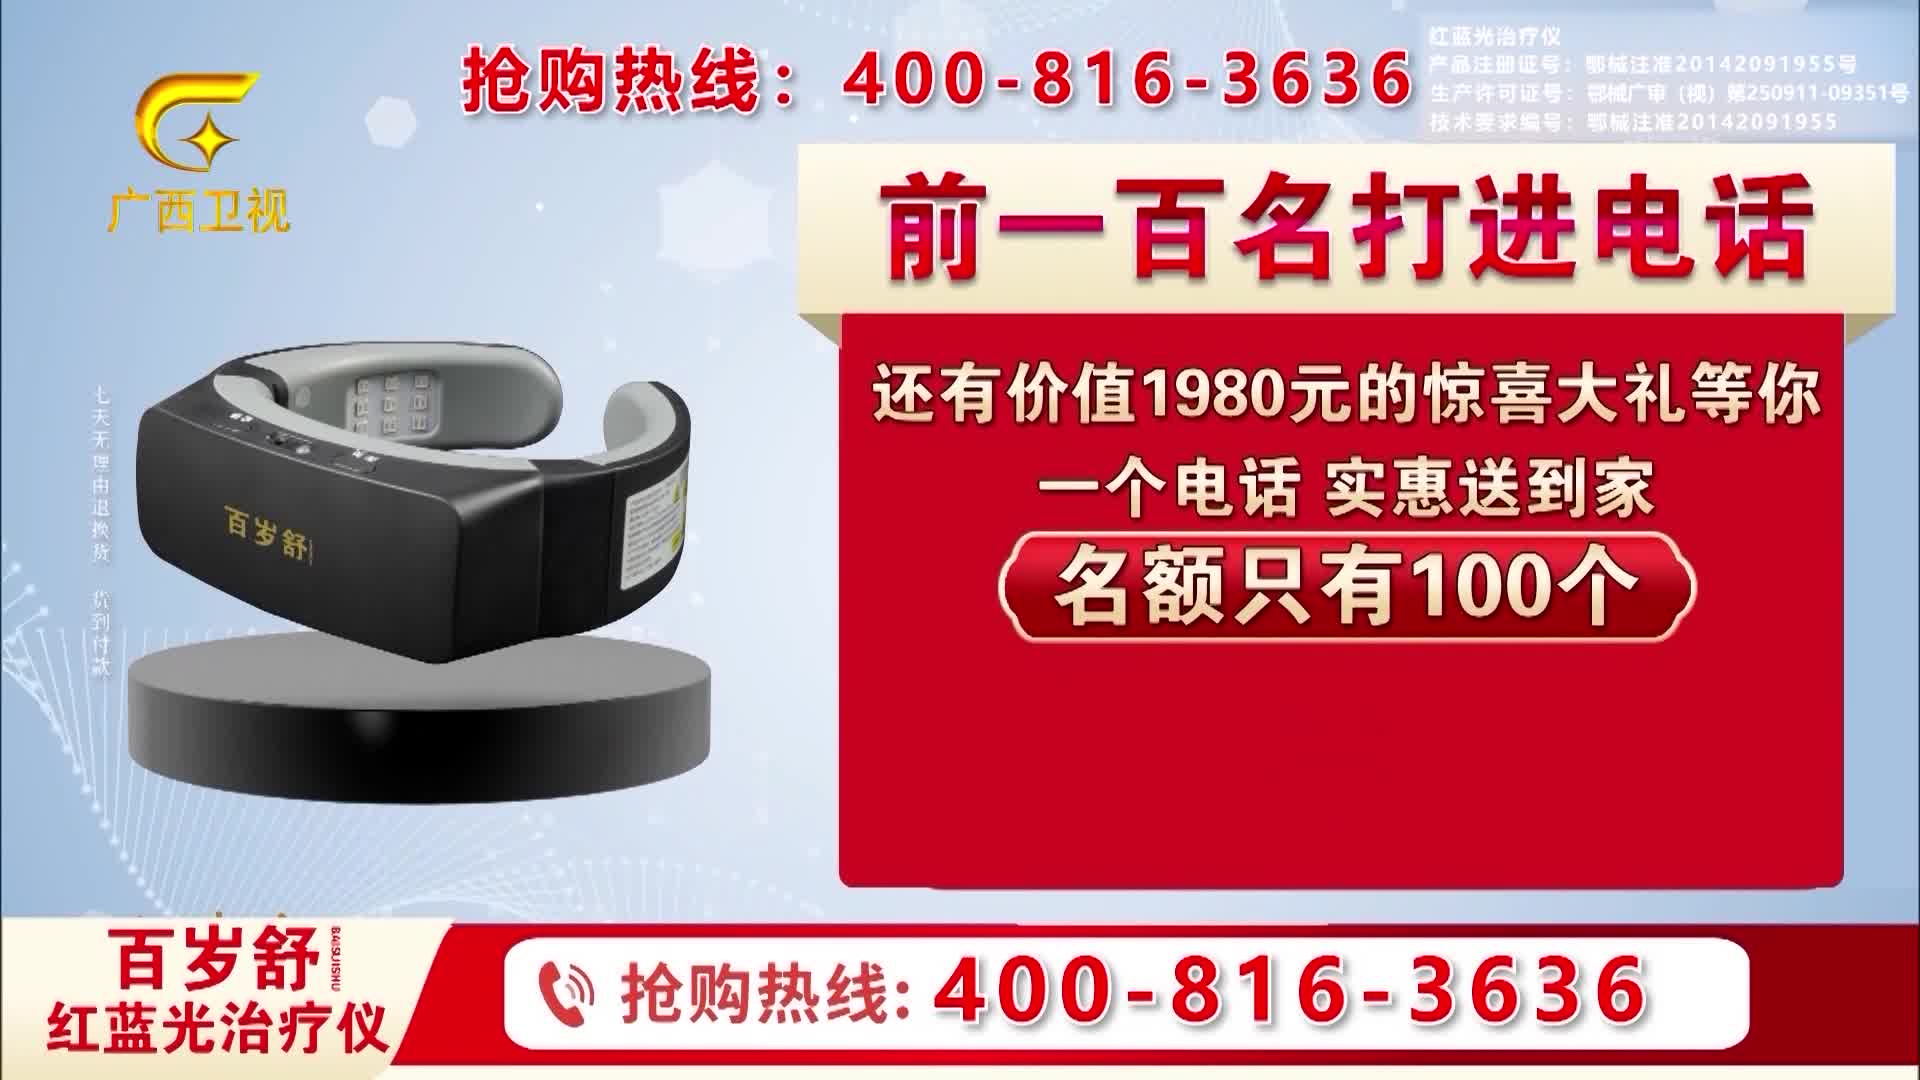 抢购热线：400-816-3636
红蓝光治疗仪
产品注册证号：鄂械注准20142091955号
生产许可证号：鄂械广审（视）第250911-09351号
技术要求编号：鄂械注准20142091955
广西卫视
前一百名打进电话
还有价值1980元的惊喜大礼等你
一个电话 实惠送到家
名额只有100个
七天无理由退换货 货到付款
百岁舒
百岁舒
BAISUISHU
红蓝光治疗仪
抢购热线：400-816-3636